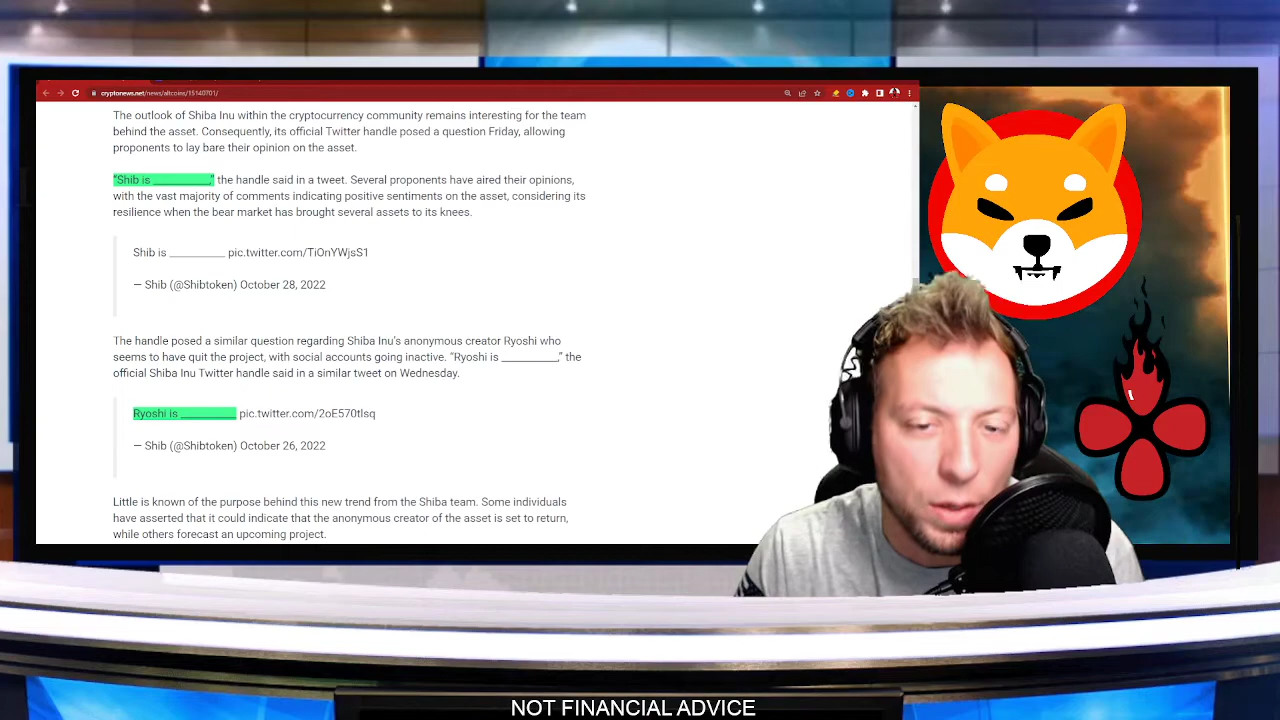 cryptonews.net/news/altcoins/15140701/
The outlook of Shiba Inu within the cryptocurrency community remains interesting for the team
behind the asset. Consequently, its official Twitter handle posed a question Friday, allowing
proponents to lay bare their opinion on the asset.
“Shib is __________,” the handle said in a tweet. Several proponents have aired their opinions,
with the vast majority of comments indicating positive sentiments on the asset, considering its
resilience when the bear market has brought several assets to its knees.
Shib is __________ pic.twitter.com/TiOnYWjsS1
— Shib (@Shibtoken) October 28, 2022
The handle posed a similar question regarding Shiba Inu’s anonymous creator Ryoshi who
seems to have quit the project, with social accounts going inactive. “Ryoshi is __________,” the
official Shiba Inu Twitter handle said in a similar tweet on Wednesday.
Ryoshi is __________ pic.twitter.com/2oE570tlsq
— Shib (@Shibtoken) October 26, 2022
Little is known of the purpose behind this new trend from the Shiba team. Some individuals
have asserted that it could indicate that the anonymous creator of the asset is set to return,
while others forecast an upcoming project.
NOT FINANCIAL ADVICE